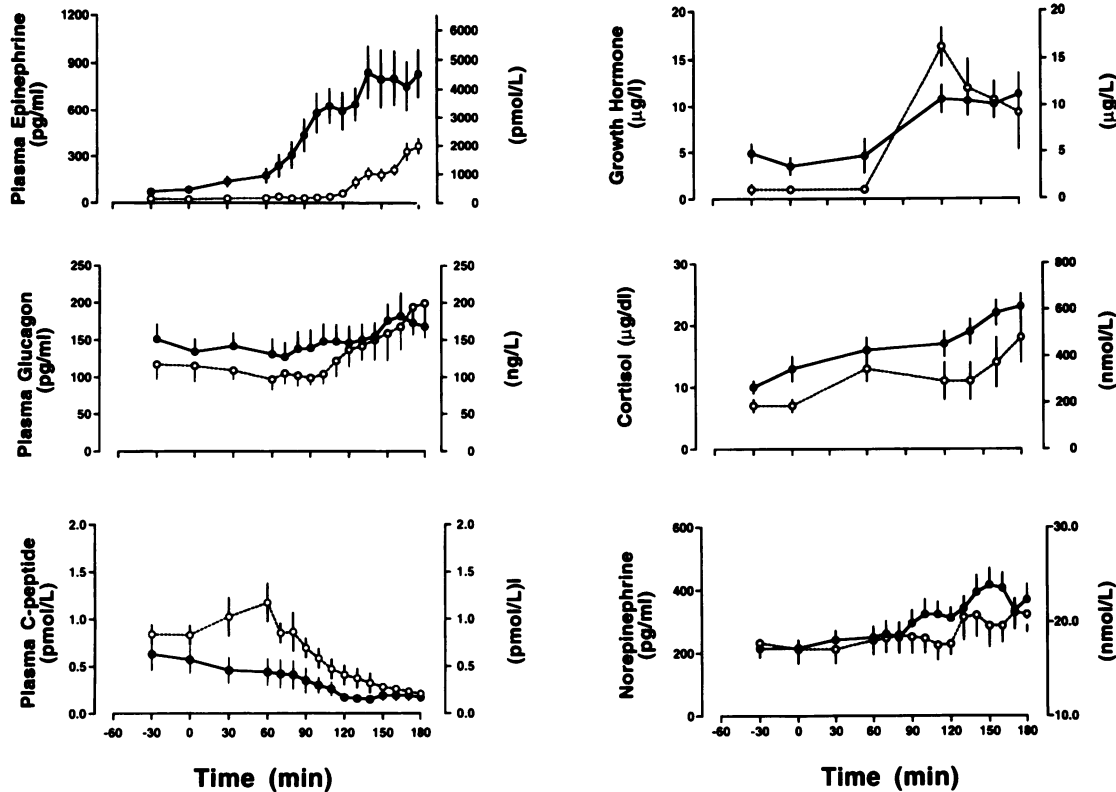 Plasma Epinephrine
(pg/ml)
1200
900
600
300
0
6000
5000
4000
3000
2000
1000
0
(pmol/L)
Growth Hormone
(µg/l)
20
15
10
5
0
20
15
10
5
0
(µg/L)
Plasma Glucagon
(pg/ml)
250
200
150
100
50
0
250
200
150
100
50
0
(ng/L)
Cortisol (µg/dl)
30
20
10
0
800
600
400
200
0
(nmol/L)
Plasma C-peptide
(pmol/L)
2.0
1.5
1.0
0.5
0.0
2.0
1.5
1.0
0.5
0.0
(pmol/L)l
-60 -30 0 30 60 90 120 150 180
Time (min)
Norepinephrine
(pg/ml)
600
400
200
0
30.0
20.0
10.0
(nmol/L)
-60 -30 0 30 60 90 120 150 180
Time (min)